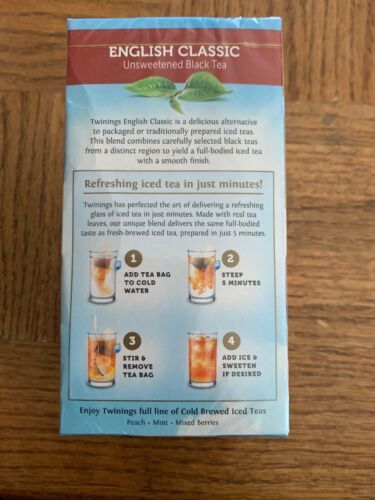 ENGLISH CLASSIC
Unsweetened Black Tea
Twinings English Classic is a delicious alternative
to packaged or traditionally prepared iced teas.
This blend combines carefully selected black teas
from a distinct region to yield a full-bodied iced tea
with a smooth finish.
Refreshing iced tea in just minutes!
Twinings has perfected the art of delivering a refreshing
glass of iced tea in just minutes. Made with real tea
leaves, our unique blend delivers the same full-bodied
taste as fresh-brewed iced tea, prepared in just 5 minutes.
1
ADD TEA BAG
TO COLD
WATER
2
STEEP
5 MINUTES
3
STIR &
REMOVE
TEA BAG
4
ADD ICE &
SWEETEN
IF DESIRED
Enjoy Twinings full line of Cold Brewed Iced Teas
Peach • Mint • Mixed Berries